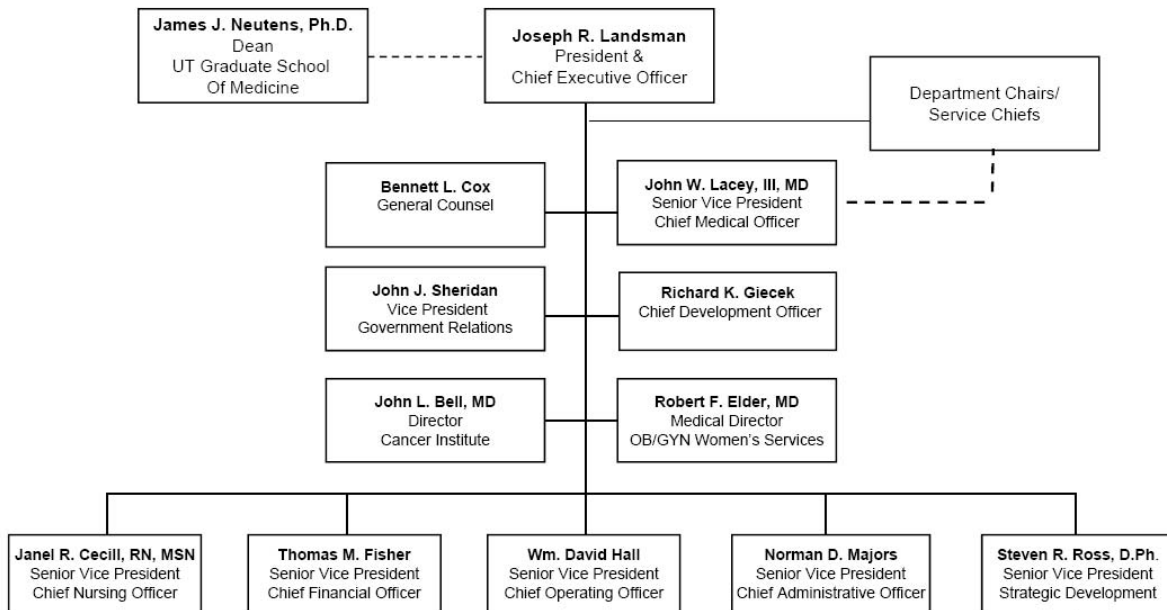 James J. Neutens, Ph.D.
Dean
UT Graduate School
Of Medicine
Joseph R. Landsman
President &
Chief Executive Officer
Department Chairs/
Service Chiefs
Bennett L. Cox
General Counsel
John W. Lacey, III, MD
Senior Vice President
Chief Medical Officer
John J. Sheridan
Vice President
Government Relations
Richard K. Giecek
Chief Development Officer
John L. Bell, MD
Director
Cancer Institute
Robert F. Elder, MD
Medical Director
OB/GYN Women's Services
Janel R. Cecill, RN, MSN
Senior Vice President
Chief Nursing Officer
Thomas M. Fisher
Senior Vice President
Chief Financial Officer
Wm. David Hall
Senior Vice President
Chief Operating Officer
Norman D. Majors
Senior Vice President
Chief Administrative Officer
Steven R. Ross, D.Ph.
Senior Vice President
Strategic Development